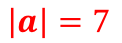 |a| = 7